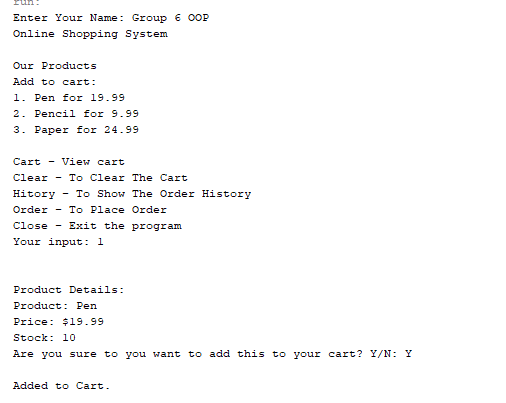 run:
Enter Your Name: Group 6 OOP
Online Shopping System
Our Products
Add to cart:
1. Pen for 19.99
2. Pencil for 9.99
3. Paper for 24.99
Cart - View cart
Clear - To Clear The Cart
Hitory - To Show The Order History
Order - To Place Order
Close - Exit the program
Your input: 1
Product Details:
Product: Pen
Price: $19.99
Stock: 10
Are you sure to you want to add this to your cart? Y/N: Y
Added to Cart.